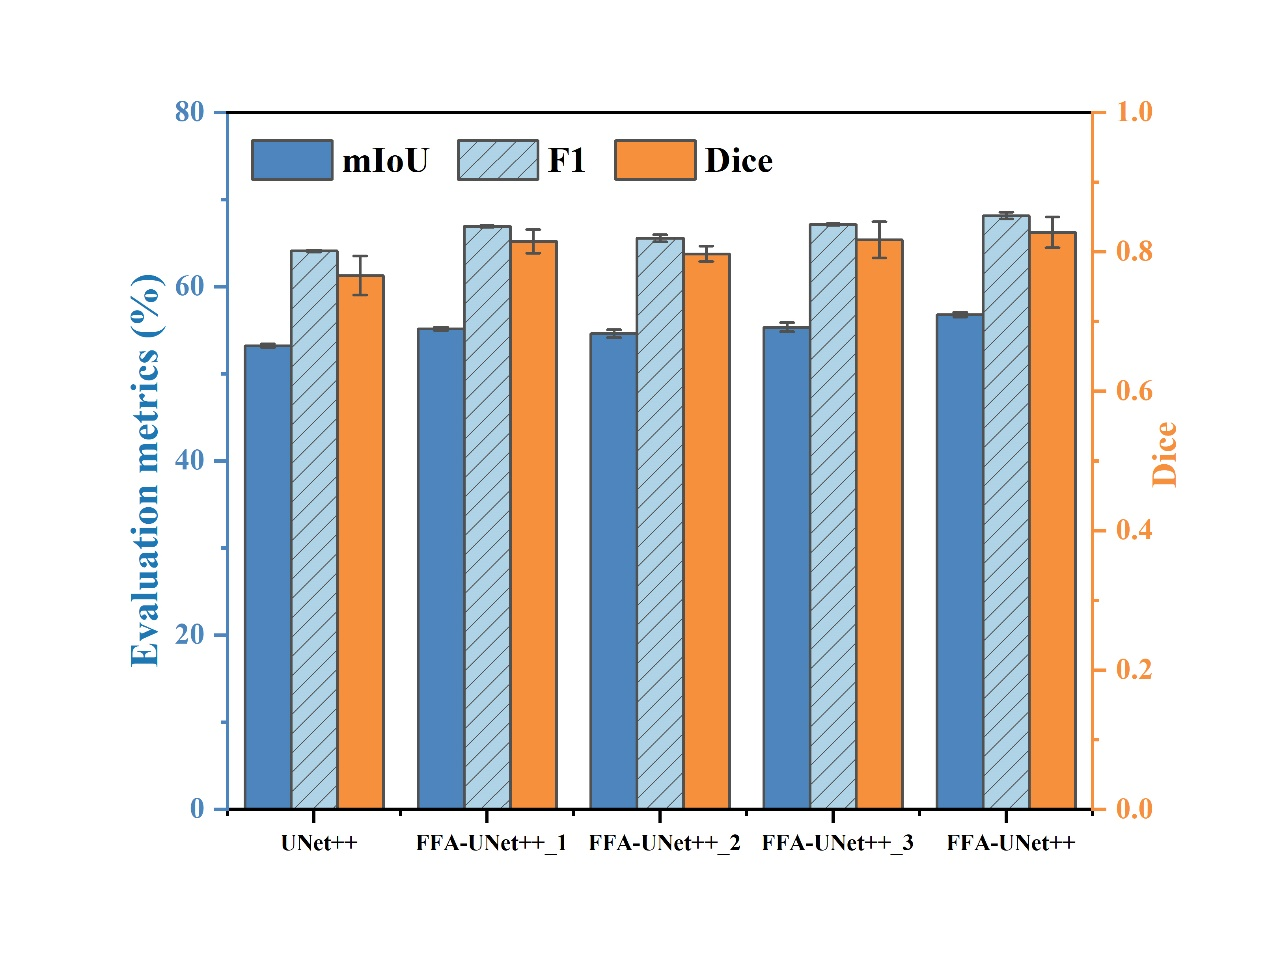 mIoU F1 Dice
Evaluation metrics (%)
80
60
40
20
0
1.0
0.8
0.6
0.4
0.2
0.0
Dice
UNet++ FFA-UNet++_1 FFA-UNet++_2 FFA-UNet++_3 FFA-UNet++